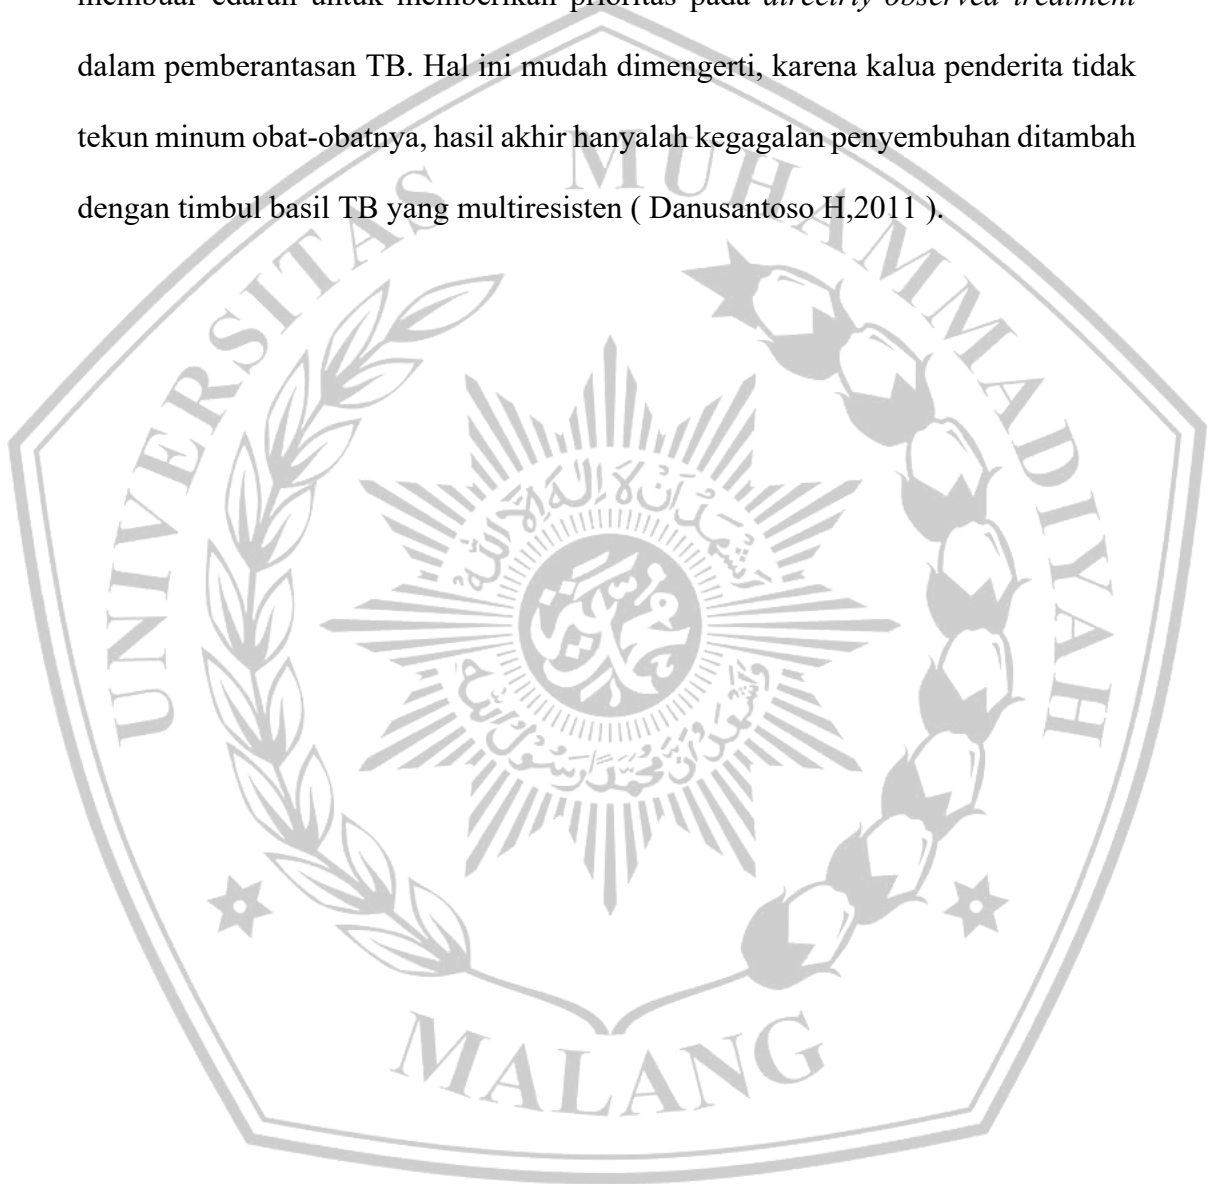 dalam pemberantasan TB. Hal ini mudah dimengerti, karena kalua penderita tidak
tekun minum obat-obatnya, hasil akhir hanyalah kegagalan penyembuhan ditambah
dengan timbul basil TB yang multiresisten ( Danusantoso H,2011 ).
UNIVERSITAS MUHAMMADIYAH
MALANG